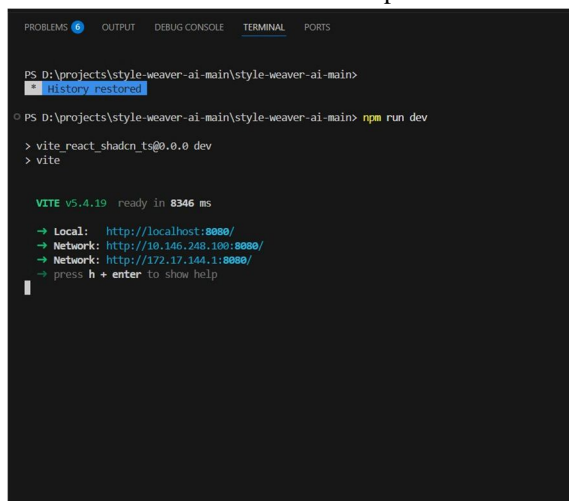 PROBLEMS 6 OUTPUT DEBUG CONSOLE TERMINAL PORTS
PS D:\projects\style-weaver-ai-main\style-weaver-ai-main>
* History restored
PS D:\projects\style-weaver-ai-main\style-weaver-ai-main> npm run dev
> vite_react_shadcn_ts@0.0.0 dev
> vite
VITE v5.4.19 ready in 8346 ms
➜ Local: http://localhost:8080/
➜ Network: http://10.146.248.100:8080/
➜ Network: http://172.17.144.1:8080/
➜ press h + enter to show help